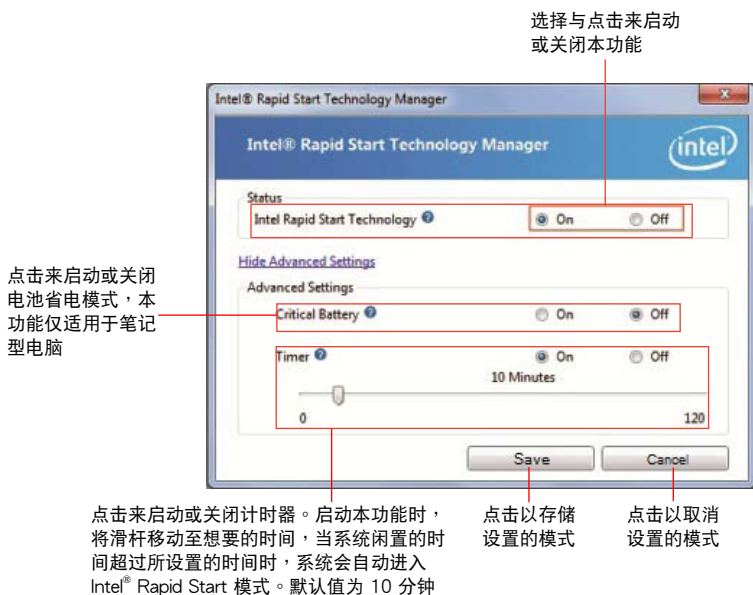 选择与点击来启动
或关闭本功能
Intel® Rapid Start Technology Manager
Intel® Rapid Start Technology Manager
intel
Status
Intel Rapid Start Technology ?
On
Off
Hide Advanced Settings
Advanced Settings
点击来启动或关闭
电池省电模式，本
功能仅适用于笔记
型电脑
Critical Battery ?
On
Off
Timer ?
On
Off
10 Minutes
0
120
Save
Cancel
点击来启动或关闭计时器。启动本功能时，
将滑杆移动至想要的时间，当系统闲置的时
间超过所设置的时间时，系统会自动进入
Intel® Rapid Start 模式。默认值为 10 分钟
点击以存储
设置的模式
点击以取消
设置的模式